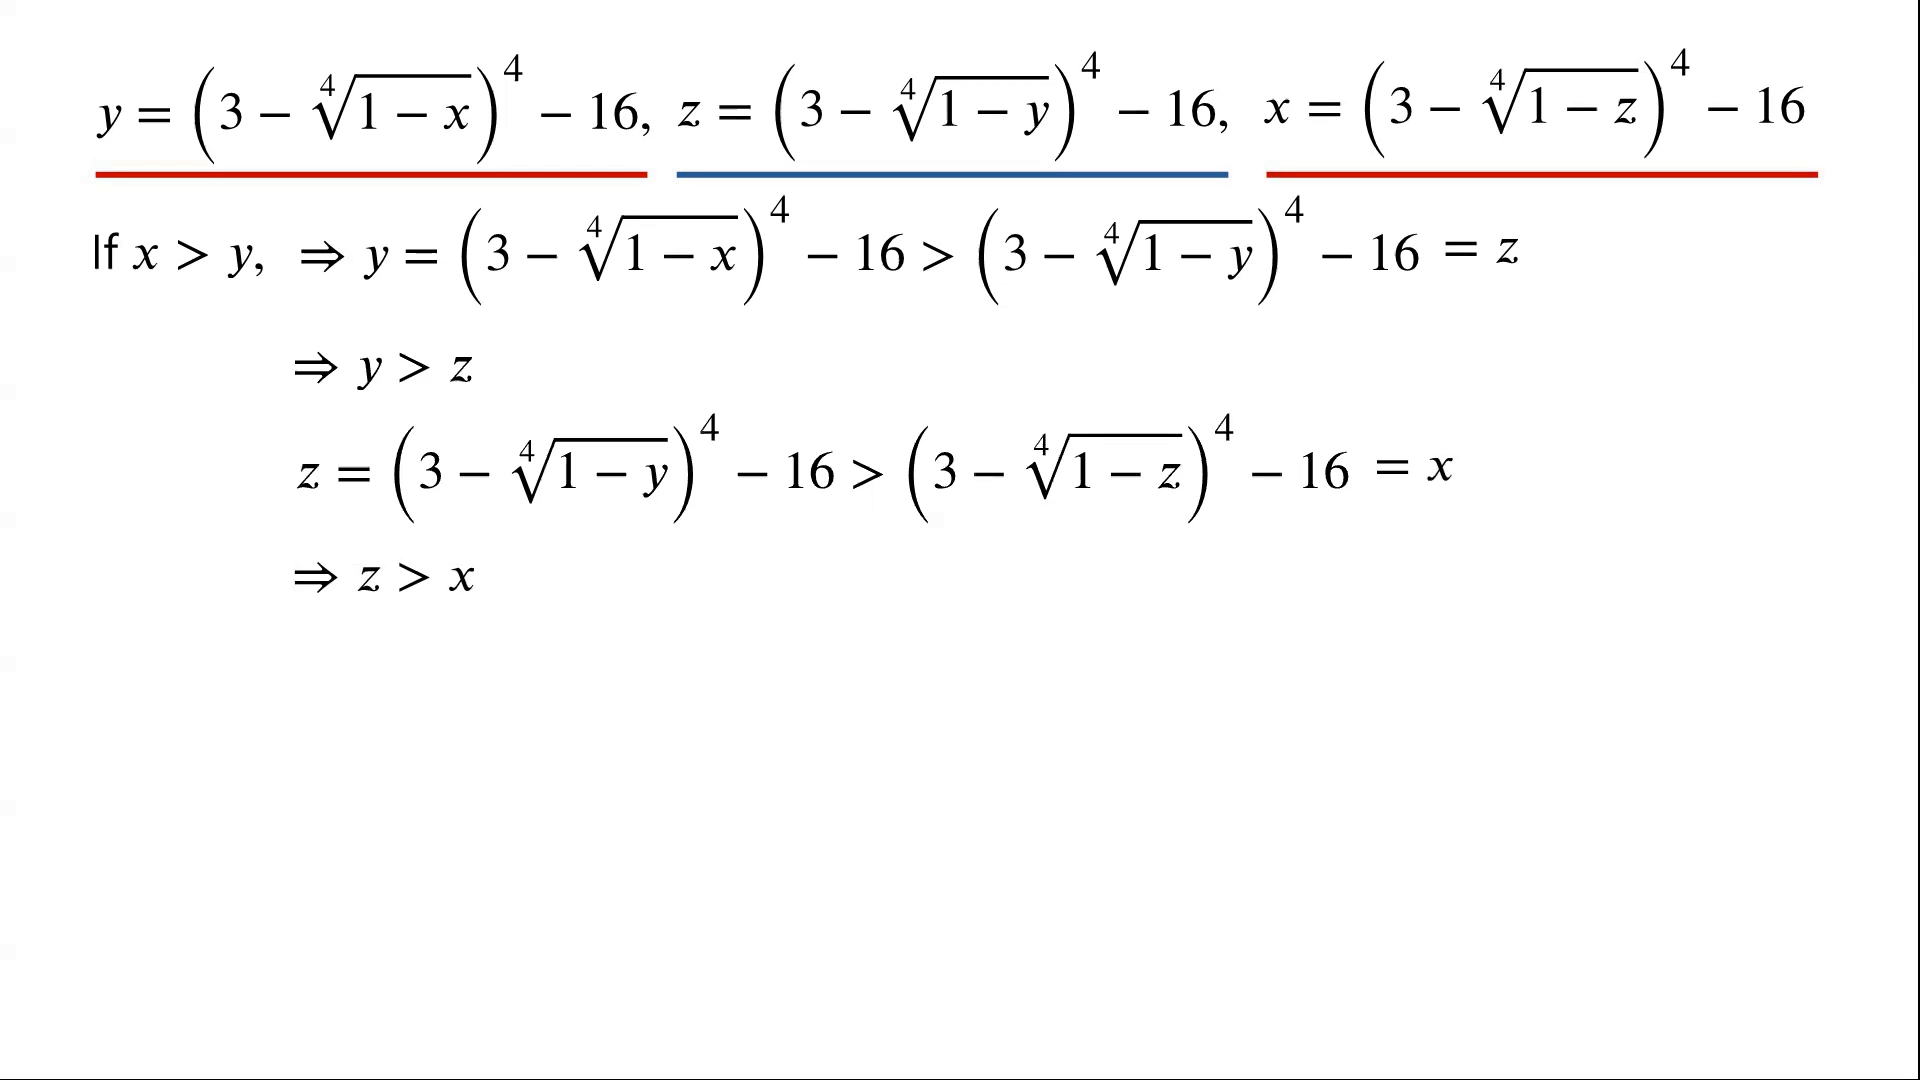 y = (3 − ∜(1 − x))⁴ − 16, z = (3 − ∜(1 − y))⁴ − 16, x = (3 − ∜(1 − z))⁴ − 16
If x > y, ⇒ y = (3 − ∜(1 − x))⁴ − 16 > (3 − ∜(1 − y))⁴ − 16 = z
⇒ y > z
z = (3 − ∜(1 − y))⁴ − 16 > (3 − ∜(1 − z))⁴ − 16 = x
⇒ z > x